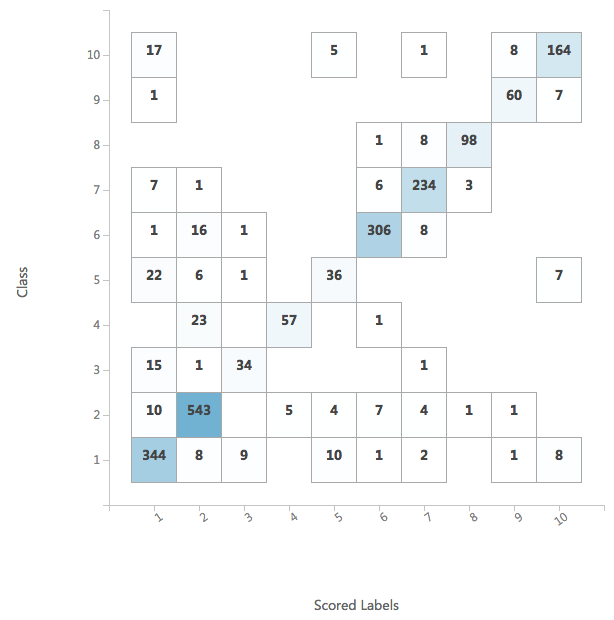 10 17 5 1 8 164
9 1 60 7
8 1 8 98
7 7 1 6 234 3
6 1 16 1 306 8
5 22 6 1 36 7
4 23 57 1
3 15 1 34 1
2 10 543 5 4 7 4 1 1
1 344 8 9 10 1 2 1 8
Class
1 2 3 4 5 6 7 8 9 10
Scored Labels